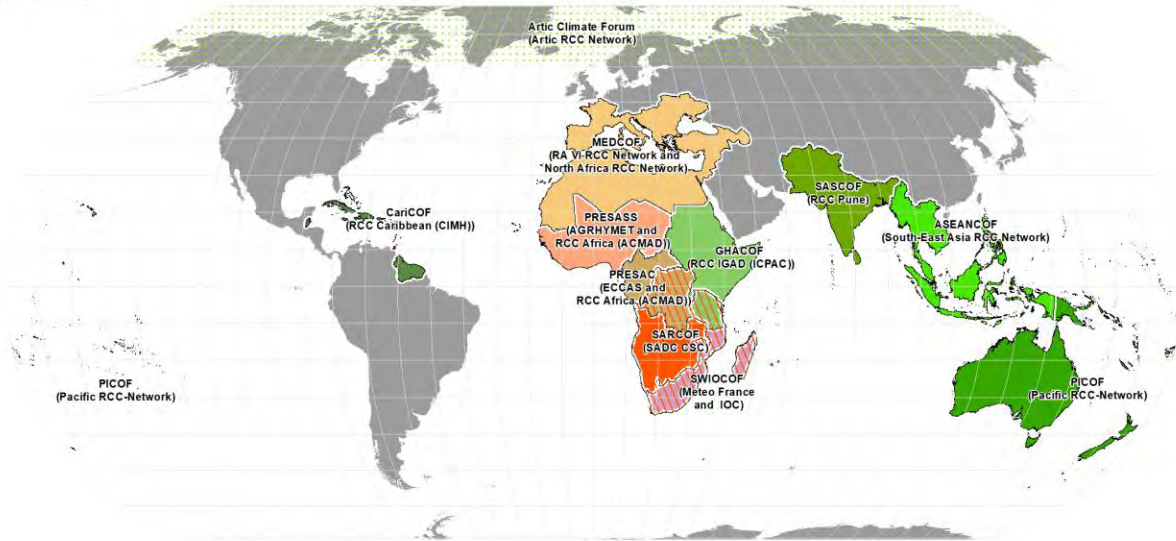 Artic Climate Forum
(Artic RCC Network)
MEDCOF
(RA VI-RCC Network and
North Africa RCC Network)
CariCOF
(RCC Caribbean (CIMH))
PRESASS
(AGRHYMET and
RCC Africa (ACMAD))
GHACOF
(RCC IGAD (ICPAC))
SASCOF
(RCC Pune)
ASEANCOF
(South-East Asia RCC Network)
PRESAC
(ECCAS and
RCC Africa (ACMAD))
SARCOF
(SADC CSC)
SWIOCOF
(Meteo France
and IOC)
PICOF
(Pacific RCC-Network)
PICOF
(Pacific RCC-Network)